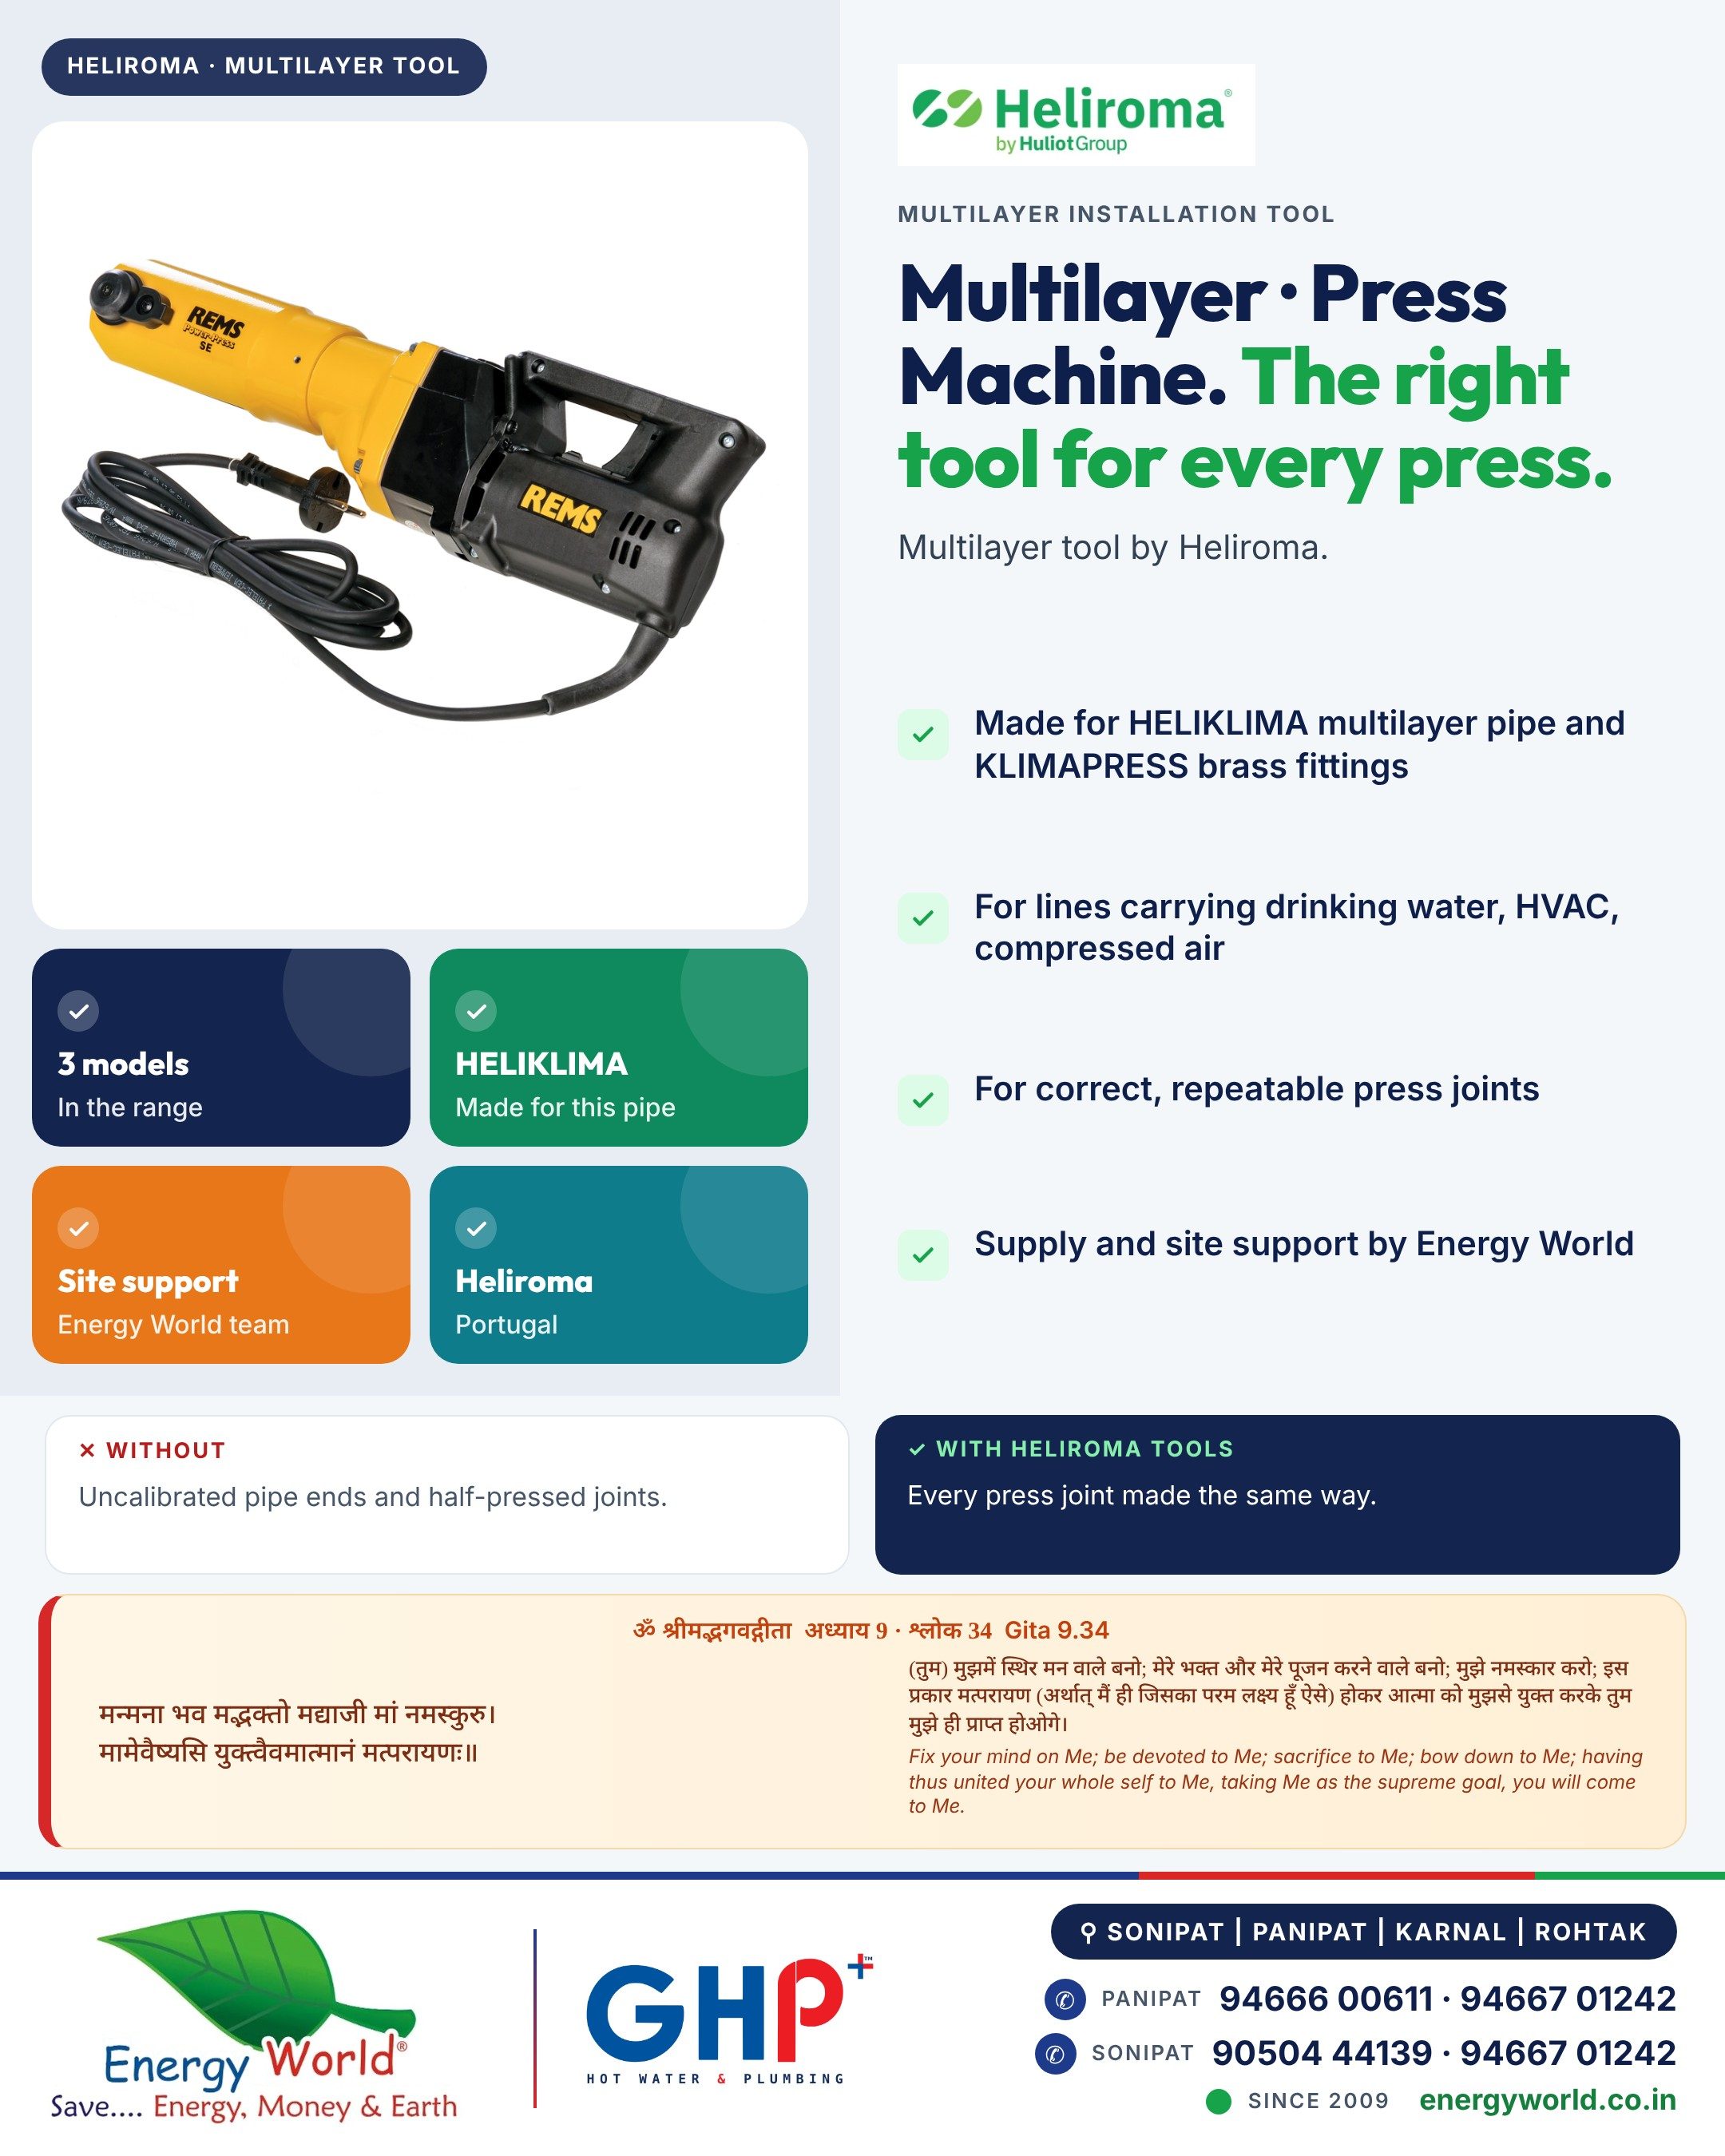 HELIROMA · MULTILAYER TOOL
REMS
Power-Press
SE
REMS
3 models
In the range
HELIKLIMA
Made for this pipe
Site support
Energy World team
Heliroma
Portugal
Heliroma®
by Huliot Group
MULTILAYER INSTALLATION TOOL
Multilayer · Press
Machine. The right
tool for every press.
Multilayer tool by Heliroma.
Made for HELIKLIMA multilayer pipe and
KLIMAPRESS brass fittings
For lines carrying drinking water, HVAC,
compressed air
For correct, repeatable press joints
Supply and site support by Energy World
× WITHOUT
Uncalibrated pipe ends and half-pressed joints.
✓ WITH HELIROMA TOOLS
Every press joint made the same way.
ॐ श्रीमद्भगवद्गीता अध्याय 9 · श्लोक 34 Gita 9.34
मन्मना भव मद्भक्तो मद्याजी मां नमस्कुरु।
मामेवैष्यसि युक्त्वैवमात्मानं मत्परायणः॥
(तुम) मुझमें स्थिर मन वाले बनो; मेरे भक्त और मेरे पूजन करने वाले बनो; मुझे नमस्कार करो; इस
प्रकार मत्परायण (अर्थात् मैं ही जिसका परम लक्ष्य हूँ ऐसे) होकर आत्मा को मुझसे युक्त करके तुम
मुझे ही प्राप्त होओगे।
Fix your mind on Me; be devoted to Me; sacrifice to Me; bow down to Me; having
thus united your whole self to Me, taking Me as the supreme goal, you will come
to Me.
Energy World®
Save.... Energy, Money & Earth
GHP+™
HOT WATER & PLUMBING
SONIPAT | PANIPAT | KARNAL | ROHTAK
PANIPAT 94666 00611 · 94667 01242
SONIPAT 90504 44139 · 94667 01242
SINCE 2009 energyworld.co.in